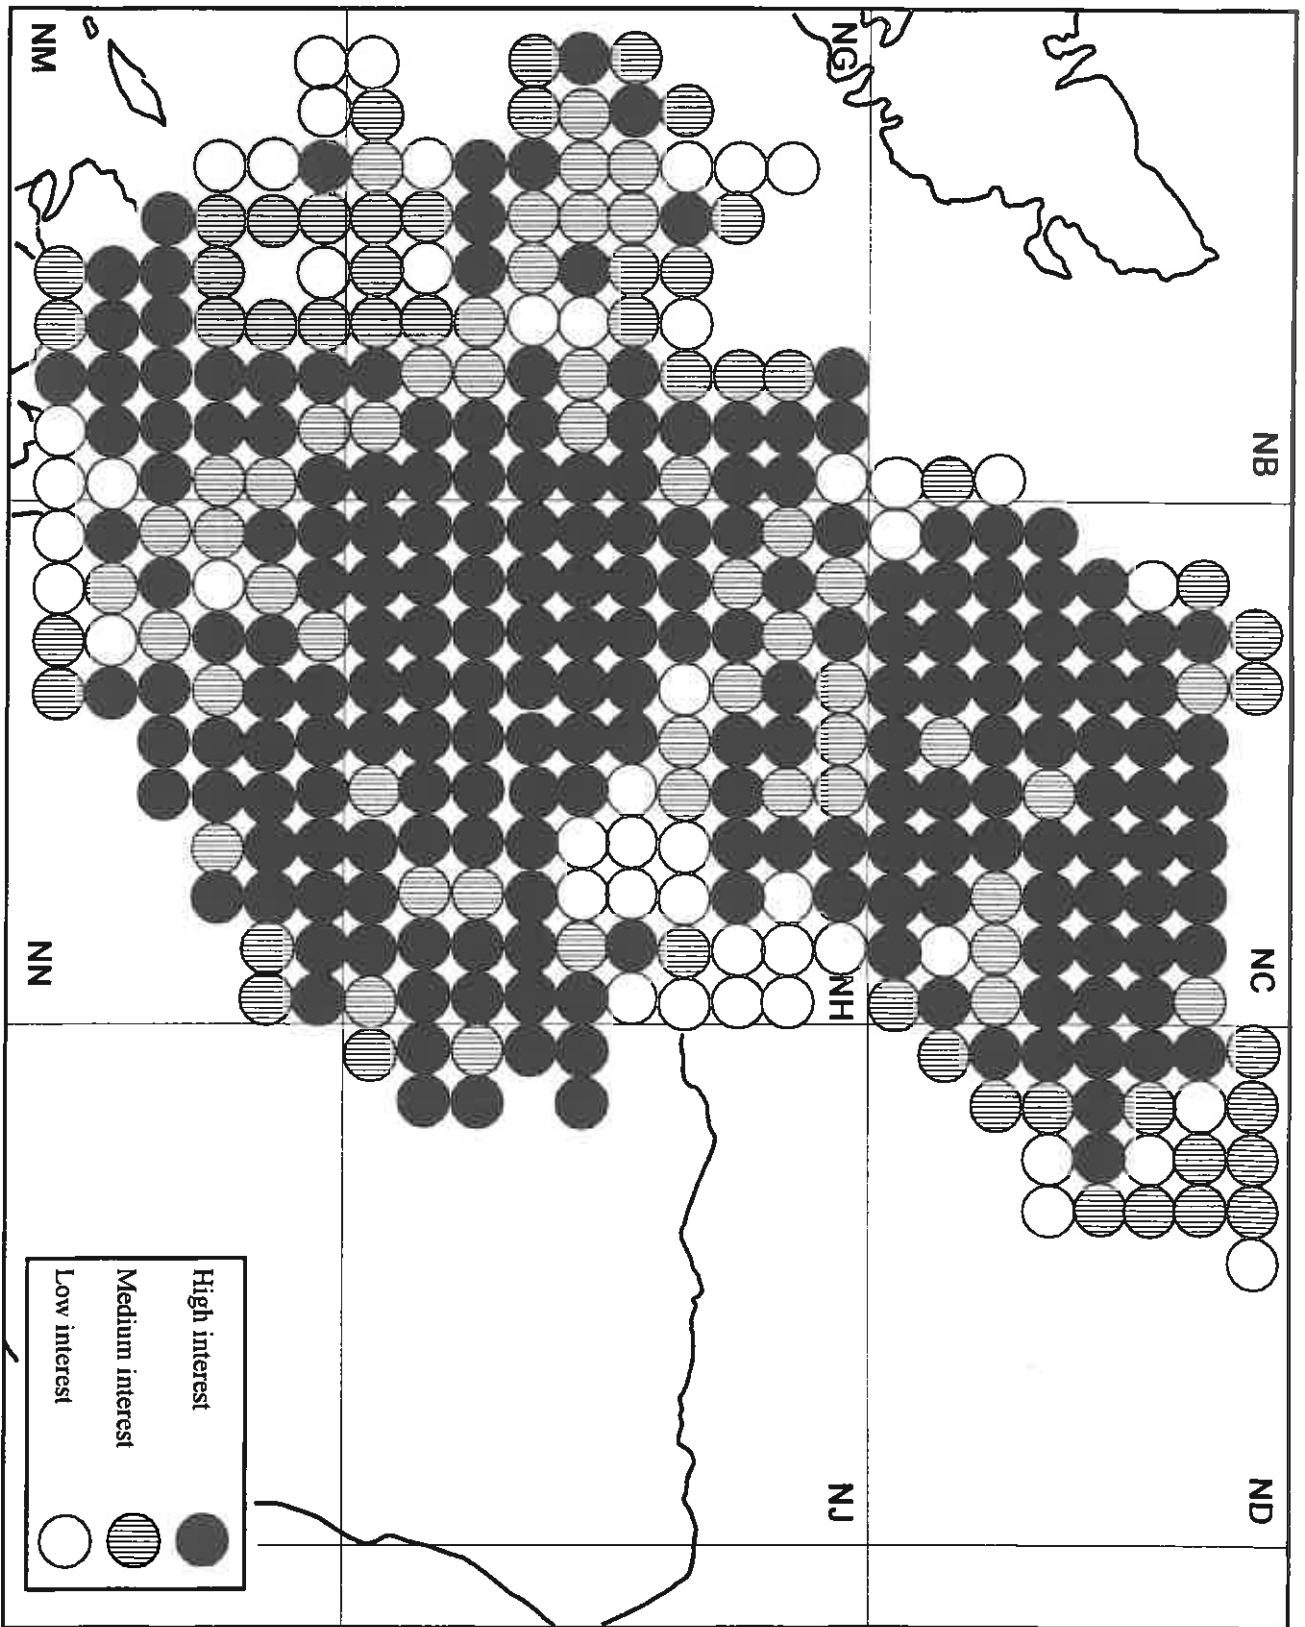 NB
NC
ND
NG
NH
NJ
NM
NN
High interest
Medium interest
Low interest